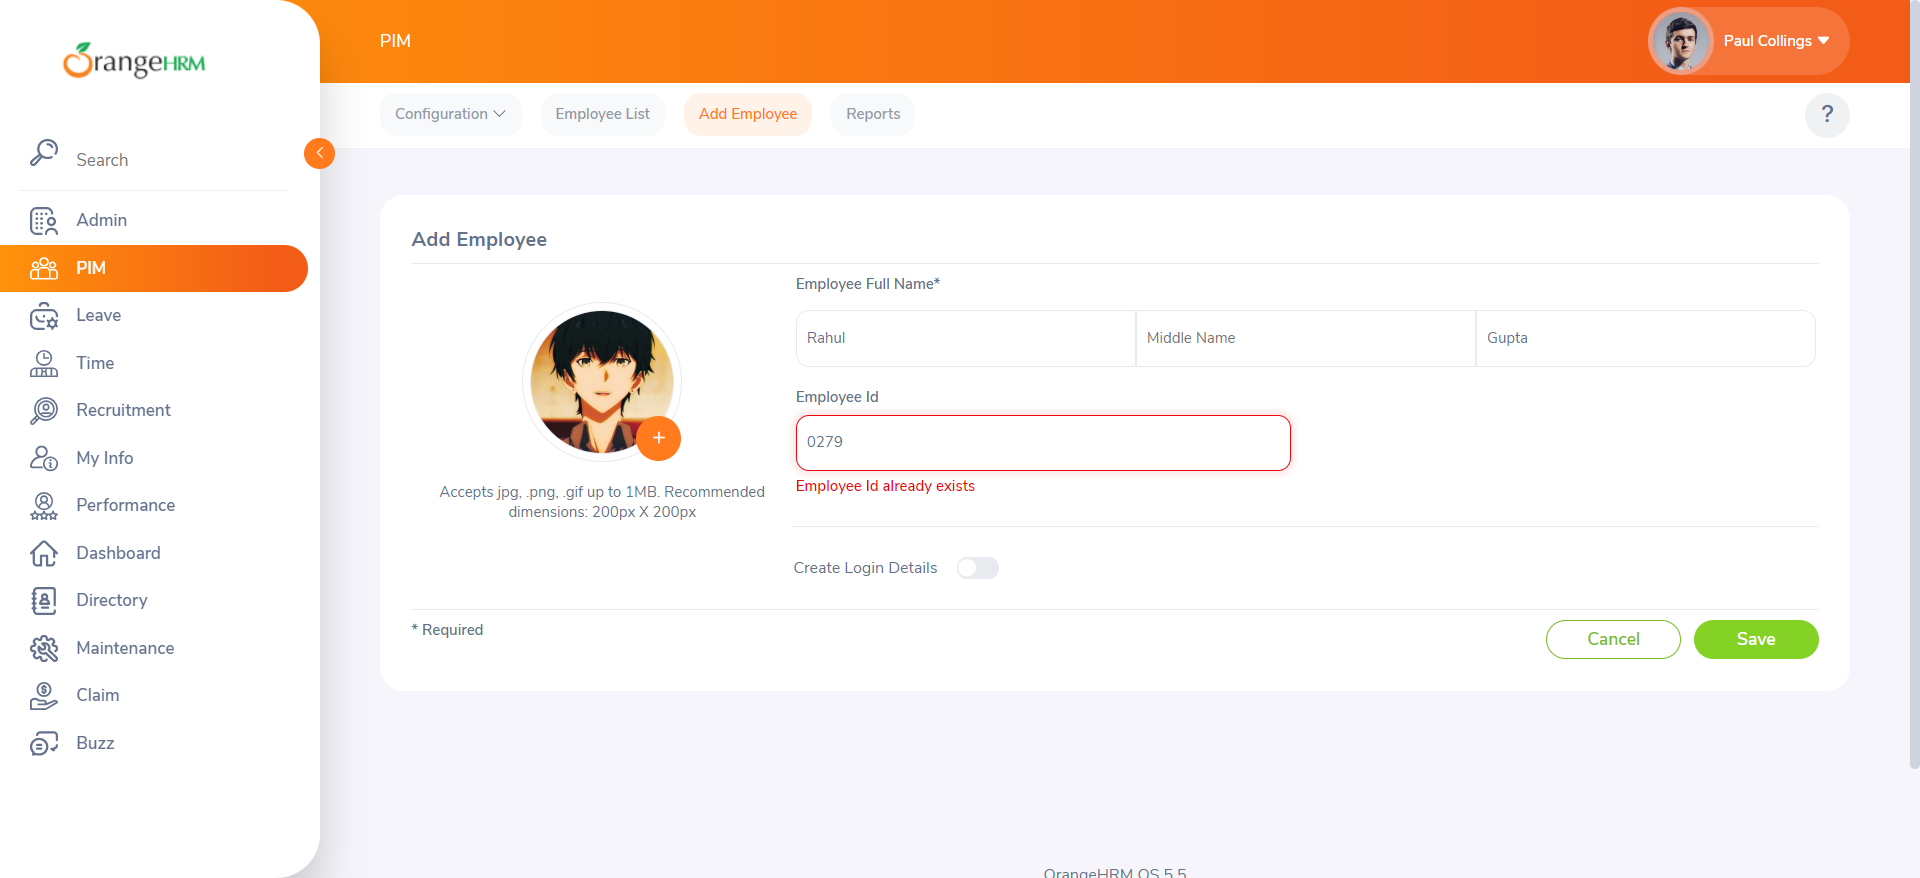 OrangeHRM
PIM
Paul Collings
Configuration
Employee List
Add Employee
Reports
?
Search
Admin
PIM
Leave
Time
Recruitment
My Info
Performance
Dashboard
Directory
Maintenance
Claim
Buzz
Add Employee
Accepts jpg, .png, .gif up to 1MB. Recommended
dimensions: 200px X 200px
Employee Full Name*
Rahul
Middle Name
Gupta
Employee Id
0279
Employee Id already exists
Create Login Details
* Required
Cancel
Save
OrangeHRM OS 5.5